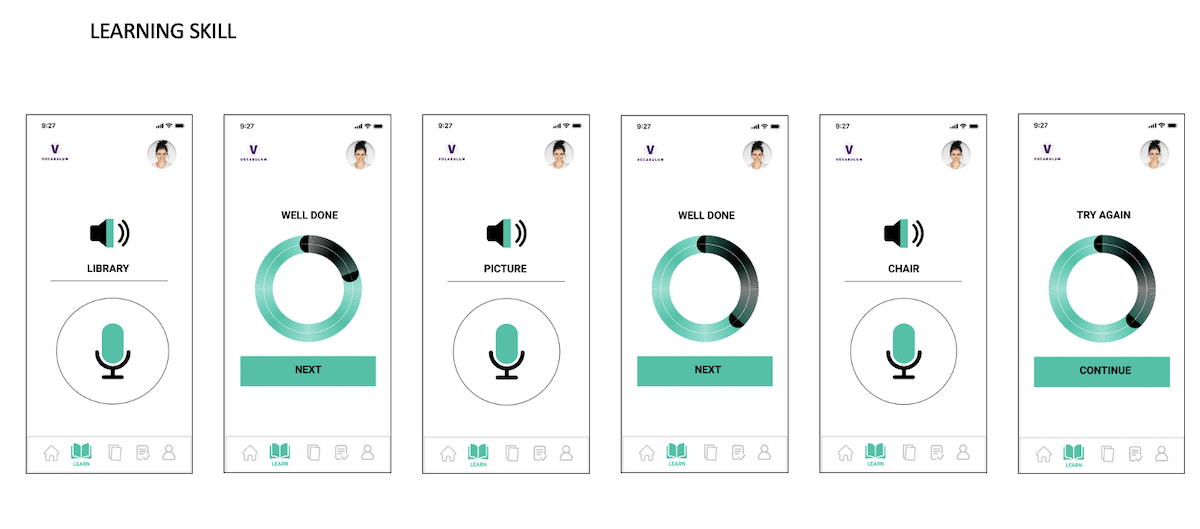 LEARNING SKILL
9:27
V
VOCABULUM
LIBRARY
LEARN
9:27
V
VOCABULUM
WELL DONE
NEXT
LEARN
9:27
V
VOCABULUM
PICTURE
LEARN
9:27
V
VOCABULUM
WELL DONE
NEXT
LEARN
9:27
V
VOCABULUM
CHAIR
LEARN
9:27
V
VOCABULUM
TRY AGAIN
CONTINUE
LEARN